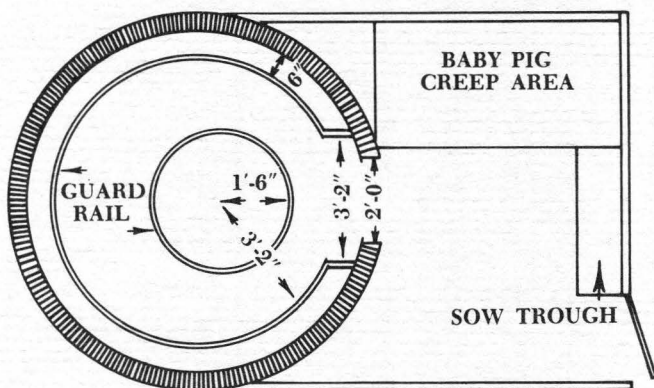 BABY PIG
CREEP AREA
6"
GUARD
RAIL
1'-6"
3'-2"
3'-2"
2'-0"
SOW TROUGH